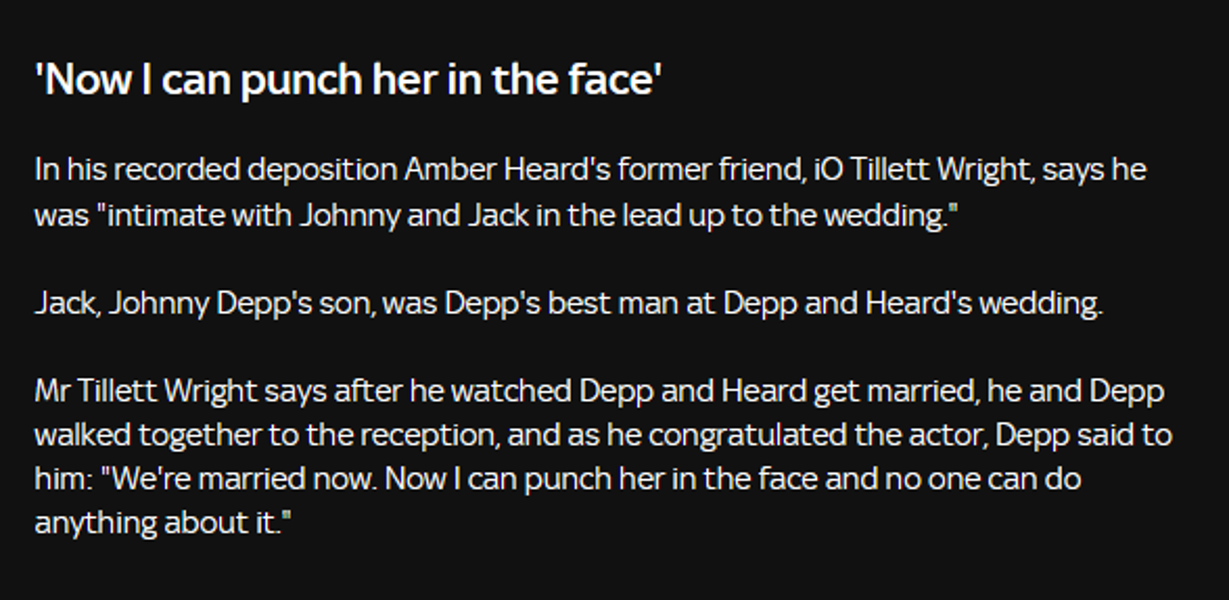 'Now I can punch her in the face'
In his recorded deposition Amber Heard's former friend, iO Tillett Wright, says he
was "intimate with Johnny and Jack in the lead up to the wedding."
Jack, Johnny Depp's son, was Depp's best man at Depp and Heard's wedding.
Mr Tillett Wright says after he watched Depp and Heard get married, he and Depp
walked together to the reception, and as he congratulated the actor, Depp said to
him: "We're married now. Now I can punch her in the face and no one can do
anything about it."